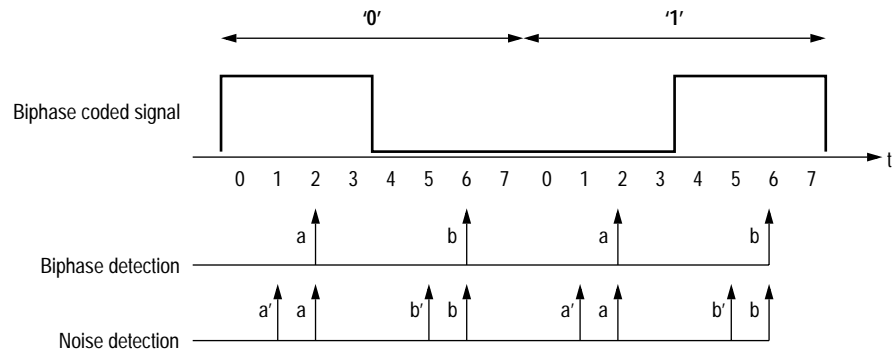 ‘0’ ‘1’
Biphase coded signal
t
0 1 2 3 4 5 6 7 0 1 2 3 4 5 6 7
a b a b
Biphase detection
a' a b' b a' a b' b
Noise detection